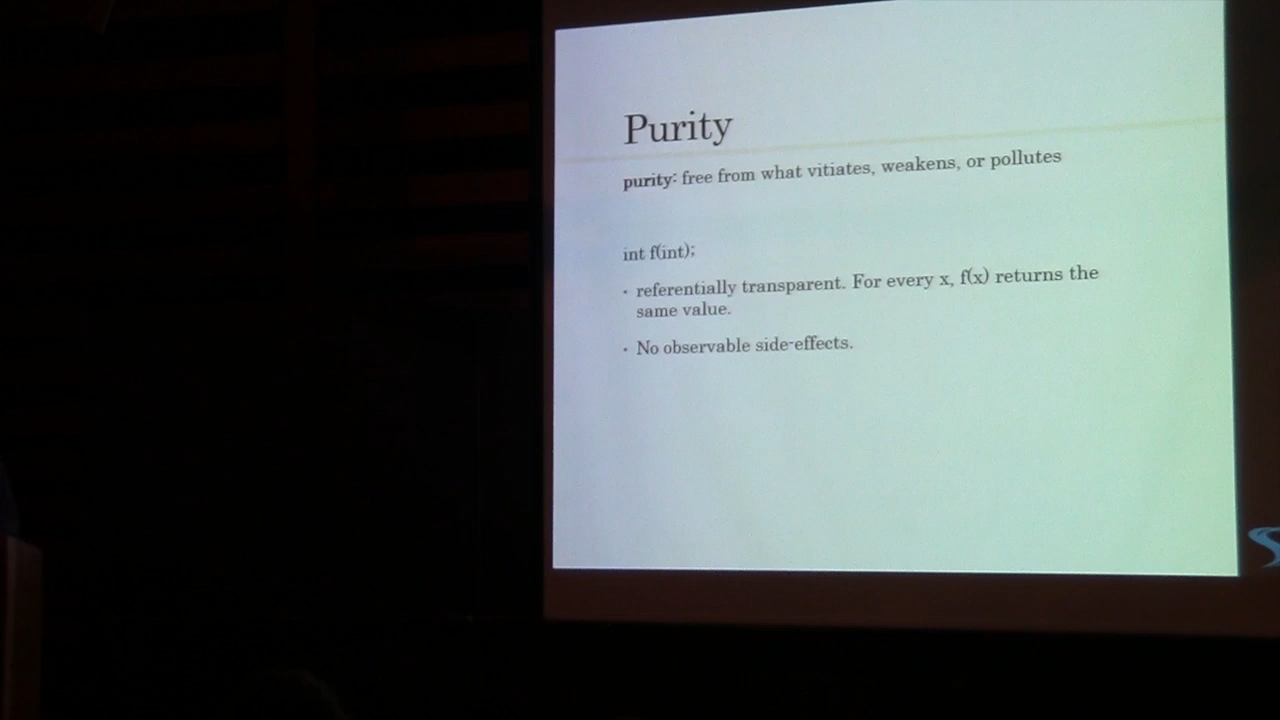 Purity
purity: free from what vitiates, weakens, or pollutes
int f(int);
• referentially transparent. For every x, f(x) returns the
same value.
• No observable side-effects.